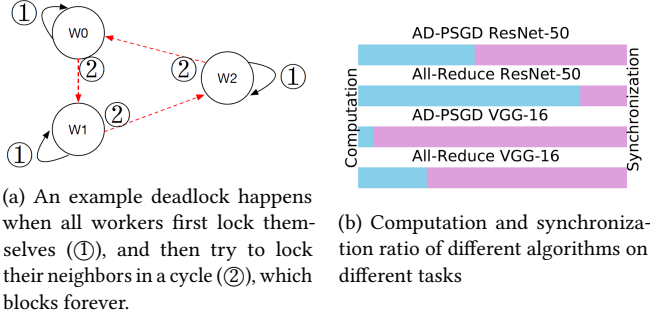 ①
W0
②
②
W2
①
②
W1
①
(a) An example deadlock happens
when all workers first lock them-
selves (①), and then try to lock
their neighbors in a cycle (②), which
blocks forever.
AD-PSGD ResNet-50
All-Reduce ResNet-50
AD-PSGD VGG-16
All-Reduce VGG-16
Computation
Synchronization
(b) Computation and synchroniza-
tion ratio of different algorithms on
different tasks